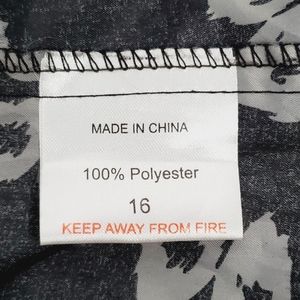 MADE IN CHINA
100% Polyester
16
KEEP AWAY FROM FIRE